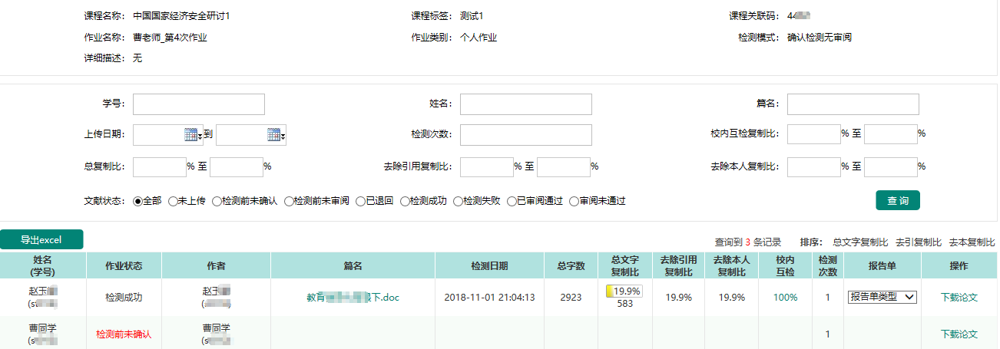 课程名称： 中国国家经济安全研讨1 课程标签： 测试1 课程关联码： 44
作业名称： 曹老师_第4次作业 作业类别： 个人作业 检测模式： 确认检测无审阅
详细描述： 无
学号： 姓名： 篇名：
上传日期： 到 检测次数： 校内互检复制比： % 至 %
总复制比： % 至 % 去除引用复制比： % 至 % 去除本人复制比： % 至 %
文献状态： 全部 未上传 检测前未确认 检测前未审阅 已退回 检测成功 检测失败 已审阅通过 审阅未通过 查 询
导出excel 查询到 3 条记录 排序： 总文字复制比 去引复制比 去本复制比
姓名 总文字 去除引用 去除本人 校内 检测
作业状态 作者 篇名 检测日期 总字数 报告单 操作
(学号) 复制比 复制比 复制比 互检 次数
赵玉 赵玉 19.9%
检测成功 教育 下.doc 2018-11-01 21:04:13 2923 19.9% 19.9% 100% 1 报告单类型 下载论文
(s 583
曹同学 曹同学
检测前未确认 1 下载论文
(s (s